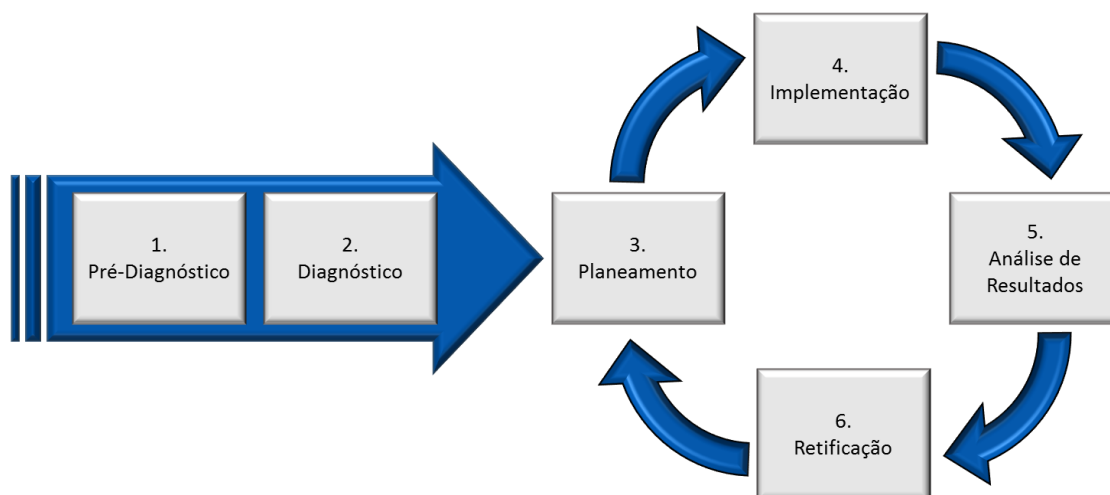 1.
Pré-Diagnóstico
2.
Diagnóstico
3.
Planeamento
4.
Implementação
5.
Análise de
Resultados
6.
Retificação